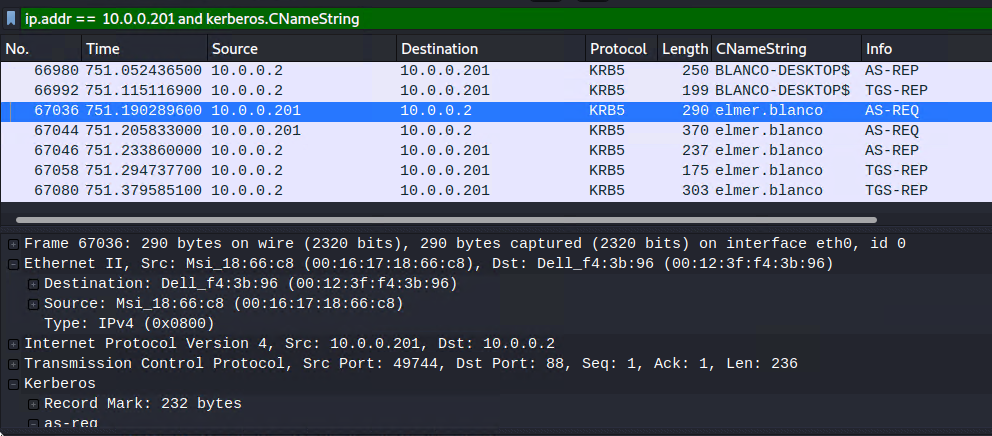 ip.addr == 10.0.0.201 and kerberos.CNameString
No. Time Source Destination Protocol Length CNameString Info
66980 751.052436500 10.0.0.2 10.0.0.201 KRB5 250 BLANCO-DESKTOP$ AS-REP
66992 751.115116900 10.0.0.2 10.0.0.201 KRB5 199 BLANCO-DESKTOP$ TGS-REP
67036 751.190289600 10.0.0.201 10.0.0.2 KRB5 290 elmer.blanco AS-REQ
67044 751.205833000 10.0.0.201 10.0.0.2 KRB5 370 elmer.blanco AS-REQ
67046 751.233860000 10.0.0.2 10.0.0.201 KRB5 237 elmer.blanco AS-REP
67058 751.294737700 10.0.0.2 10.0.0.201 KRB5 175 elmer.blanco TGS-REP
67080 751.379585100 10.0.0.2 10.0.0.201 KRB5 303 elmer.blanco TGS-REP
Frame 67036: 290 bytes on wire (2320 bits), 290 bytes captured (2320 bits) on interface eth0, id 0
Ethernet II, Src: Msi_18:66:c8 (00:16:17:18:66:c8), Dst: Dell_f4:3b:96 (00:12:3f:f4:3b:96)
Destination: Dell_f4:3b:96 (00:12:3f:f4:3b:96)
Source: Msi_18:66:c8 (00:16:17:18:66:c8)
Type: IPv4 (0x0800)
Internet Protocol Version 4, Src: 10.0.0.201, Dst: 10.0.0.2
Transmission Control Protocol, Src Port: 49744, Dst Port: 88, Seq: 1, Ack: 1, Len: 236
Kerberos
Record Mark: 232 bytes
as-req